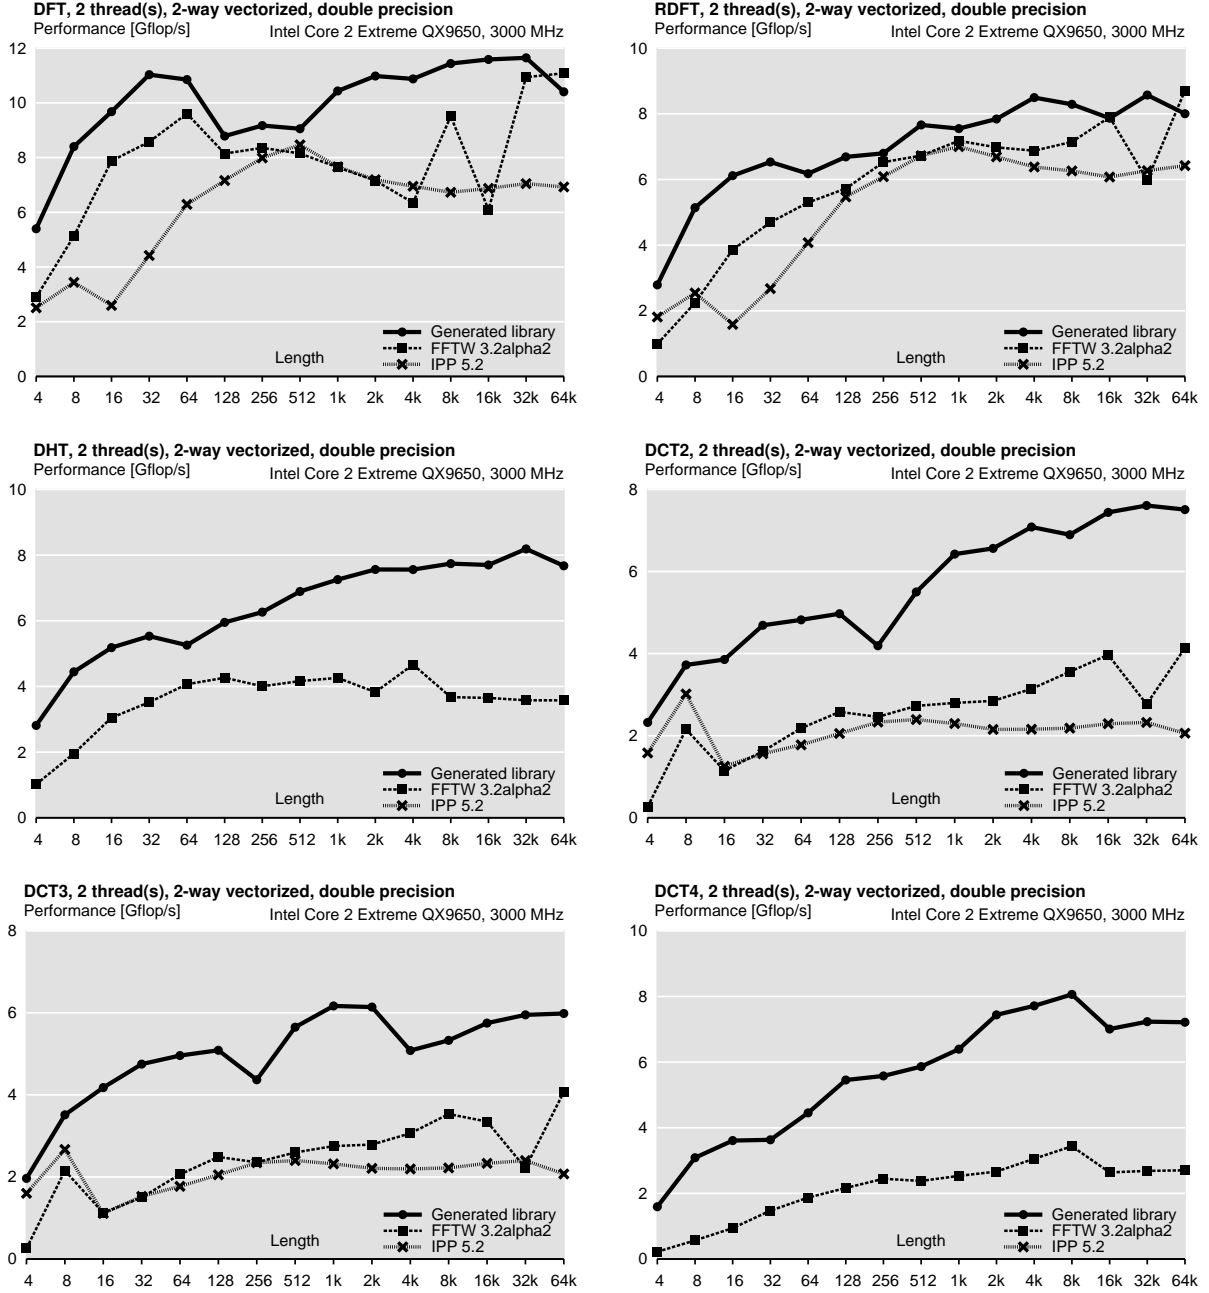 DFT, 2 thread(s), 2-way vectorized, double precision
Performance [Gflop/s] Intel Core 2 Extreme QX9650, 3000 MHz
12
10
8
6
4
2
0
Generated library
FFTW 3.2alpha2
IPP 5.2
Length
4 8 16 32 64 128 256 512 1k 2k 4k 8k 16k 32k 64k
RDFT, 2 thread(s), 2-way vectorized, double precision
Performance [Gflop/s] Intel Core 2 Extreme QX9650, 3000 MHz
10
8
6
4
2
0
Generated library
FFTW 3.2alpha2
IPP 5.2
Length
4 8 16 32 64 128 256 512 1k 2k 4k 8k 16k 32k 64k
DHT, 2 thread(s), 2-way vectorized, double precision
Performance [Gflop/s] Intel Core 2 Extreme QX9650, 3000 MHz
10
8
6
4
2
0
Generated library
FFTW 3.2alpha2
IPP 5.2
Length
4 8 16 32 64 128 256 512 1k 2k 4k 8k 16k 32k 64k
DCT2, 2 thread(s), 2-way vectorized, double precision
Performance [Gflop/s] Intel Core 2 Extreme QX9650, 3000 MHz
8
6
4
2
0
Generated library
FFTW 3.2alpha2
IPP 5.2
Length
4 8 16 32 64 128 256 512 1k 2k 4k 8k 16k 32k 64k
DCT3, 2 thread(s), 2-way vectorized, double precision
Performance [Gflop/s] Intel Core 2 Extreme QX9650, 3000 MHz
8
6
4
2
0
Generated library
FFTW 3.2alpha2
IPP 5.2
Length
4 8 16 32 64 128 256 512 1k 2k 4k 8k 16k 32k 64k
DCT4, 2 thread(s), 2-way vectorized, double precision
Performance [Gflop/s] Intel Core 2 Extreme QX9650, 3000 MHz
10
8
6
4
2
0
Generated library
FFTW 3.2alpha2
IPP 5.2
Length
4 8 16 32 64 128 256 512 1k 2k 4k 8k 16k 32k 64k